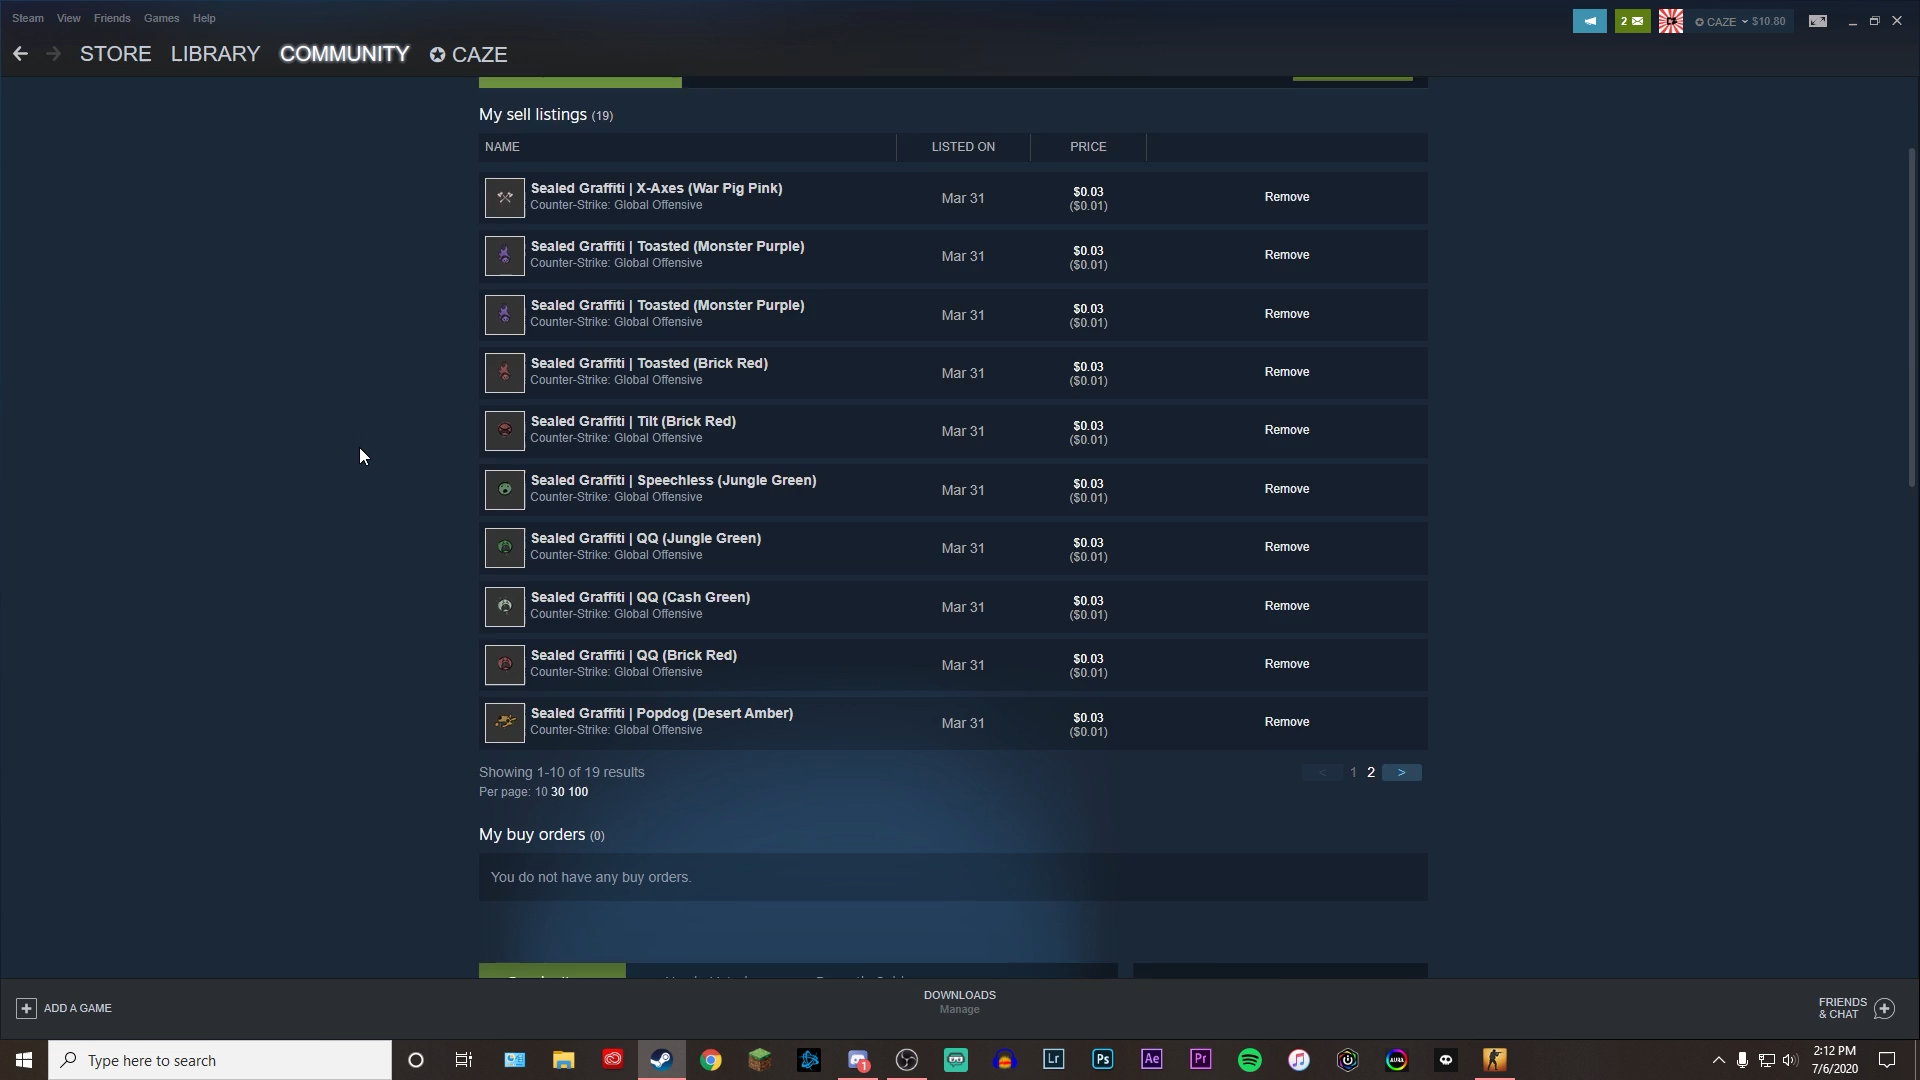 Steam View Friends Games Help
2
CAZE $10.80
STORE LIBRARY COMMUNITY CAZE
My sell listings (19)
NAME LISTED ON PRICE
Sealed Graffiti | X-Axes (War Pig Pink)
Counter-Strike: Global Offensive
Mar 31
$0.03
($0.01)
Remove
Sealed Graffiti | Toasted (Monster Purple)
Counter-Strike: Global Offensive
Mar 31
$0.03
($0.01)
Remove
Sealed Graffiti | Toasted (Monster Purple)
Counter-Strike: Global Offensive
Mar 31
$0.03
($0.01)
Remove
Sealed Graffiti | Toasted (Brick Red)
Counter-Strike: Global Offensive
Mar 31
$0.03
($0.01)
Remove
Sealed Graffiti | Tilt (Brick Red)
Counter-Strike: Global Offensive
Mar 31
$0.03
($0.01)
Remove
Sealed Graffiti | Speechless (Jungle Green)
Counter-Strike: Global Offensive
Mar 31
$0.03
($0.01)
Remove
Sealed Graffiti | QQ (Jungle Green)
Counter-Strike: Global Offensive
Mar 31
$0.03
($0.01)
Remove
Sealed Graffiti | QQ (Cash Green)
Counter-Strike: Global Offensive
Mar 31
$0.03
($0.01)
Remove
Sealed Graffiti | QQ (Brick Red)
Counter-Strike: Global Offensive
Mar 31
$0.03
($0.01)
Remove
Sealed Graffiti | Popdog (Desert Amber)
Counter-Strike: Global Offensive
Mar 31
$0.03
($0.01)
Remove
Showing 1-10 of 19 results
< 1 2 >
Per page: 10 30 100
My buy orders (0)
You do not have any buy orders.
ADD A GAME
DOWNLOADS
Manage
FRIENDS
& CHAT
Type here to search
1
Lr Ps Ae Pr
2:12 PM
7/6/2020